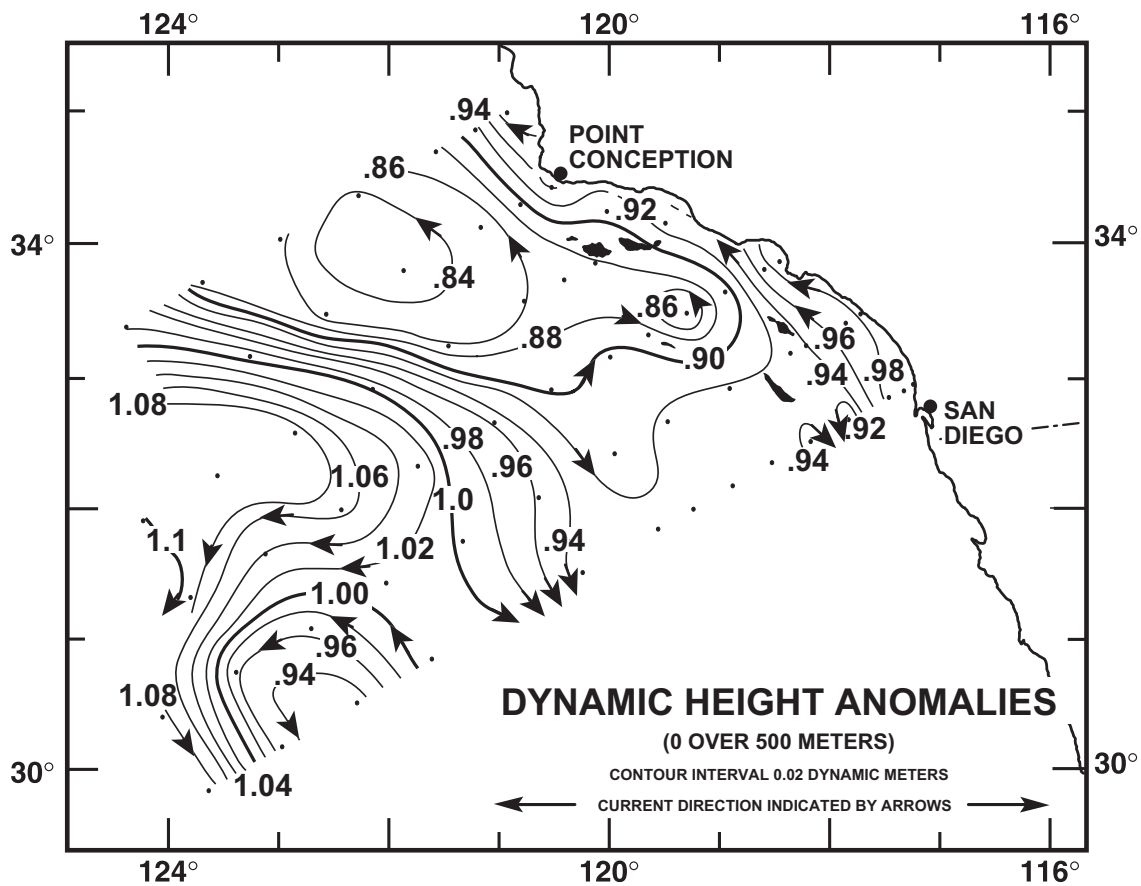 124° 120° 116°
.94
POINT
CONCEPTION
.86
.92
34° 34°
.84
.86
.88
.96
.90
.94 .98
1.08
SAN
DIEGO
.92
.98
.94
.96
1.06
1.0
1.1
1.02
.94
1.00
.96
.94
1.08
DYNAMIC HEIGHT ANOMALIES
(0 OVER 500 METERS)
30° 30°
CONTOUR INTERVAL 0.02 DYNAMIC METERS
1.04
CURRENT DIRECTION INDICATED BY ARROWS
124° 120° 116°